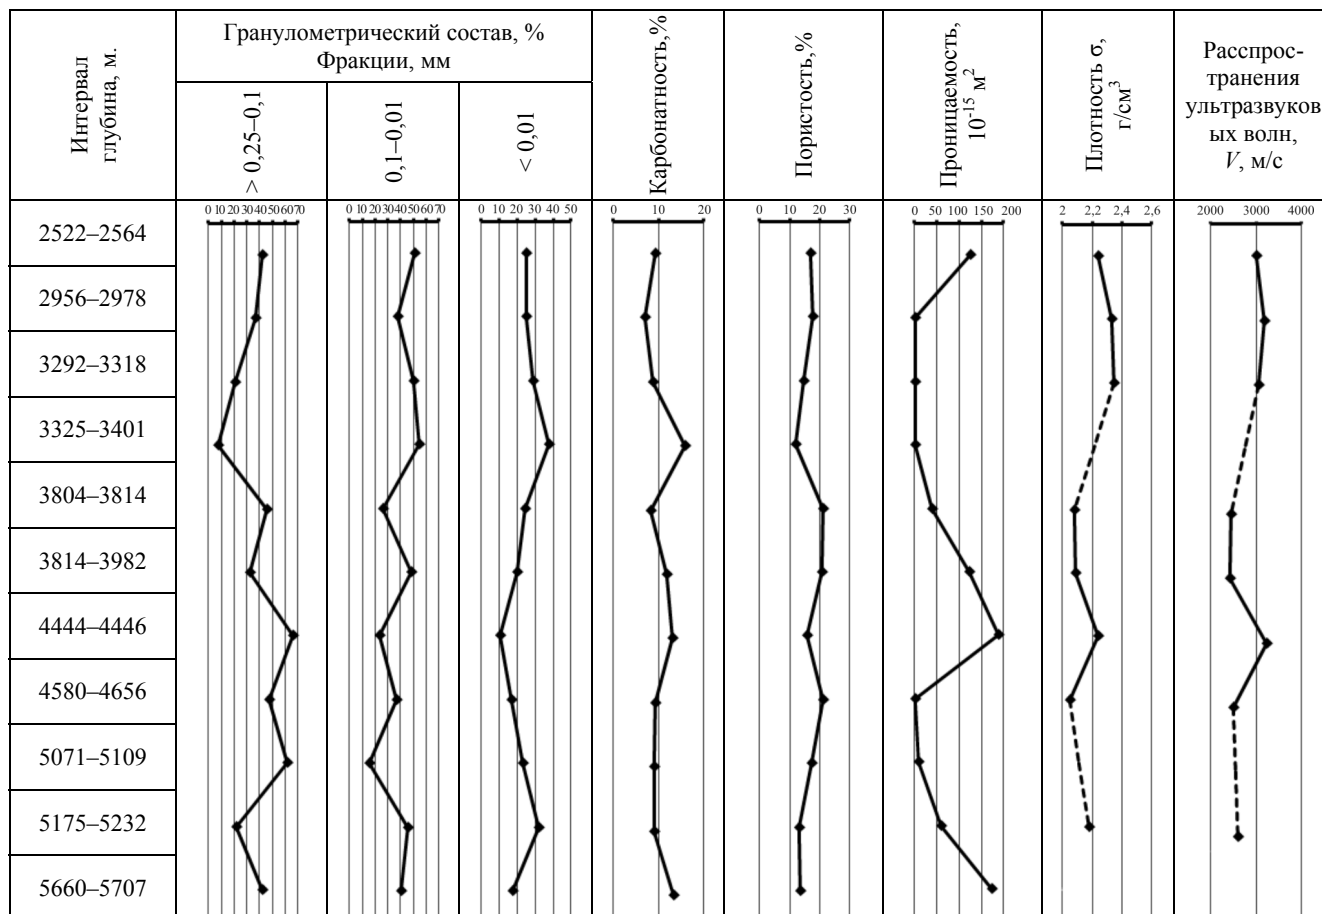 Интервал
глубина, м.
Гранулометрический состав, %
Фракции, мм
> 0,25–0,1
0,1–0,01
< 0,01
Карбонатность,%
Пористость,%
Проницаемость,
10⁻¹⁵ м²
Плотность σ,
г/см³
Расспрос-
транения
ультразвуков
ых волн,
V, м/с
0 10 20 30 40 50 60 70
0 10 20 30 40 50 60 70
0 10 20 30 40 50
0 10 20
0 10 20 30
0 50 100 150 200
2 2,2 2,4 2,6
2000 3000 4000
2522–2564
2956–2978
3292–3318
3325–3401
3804–3814
3814–3982
4444–4446
4580–4656
5071–5109
5175–5232
5660–5707